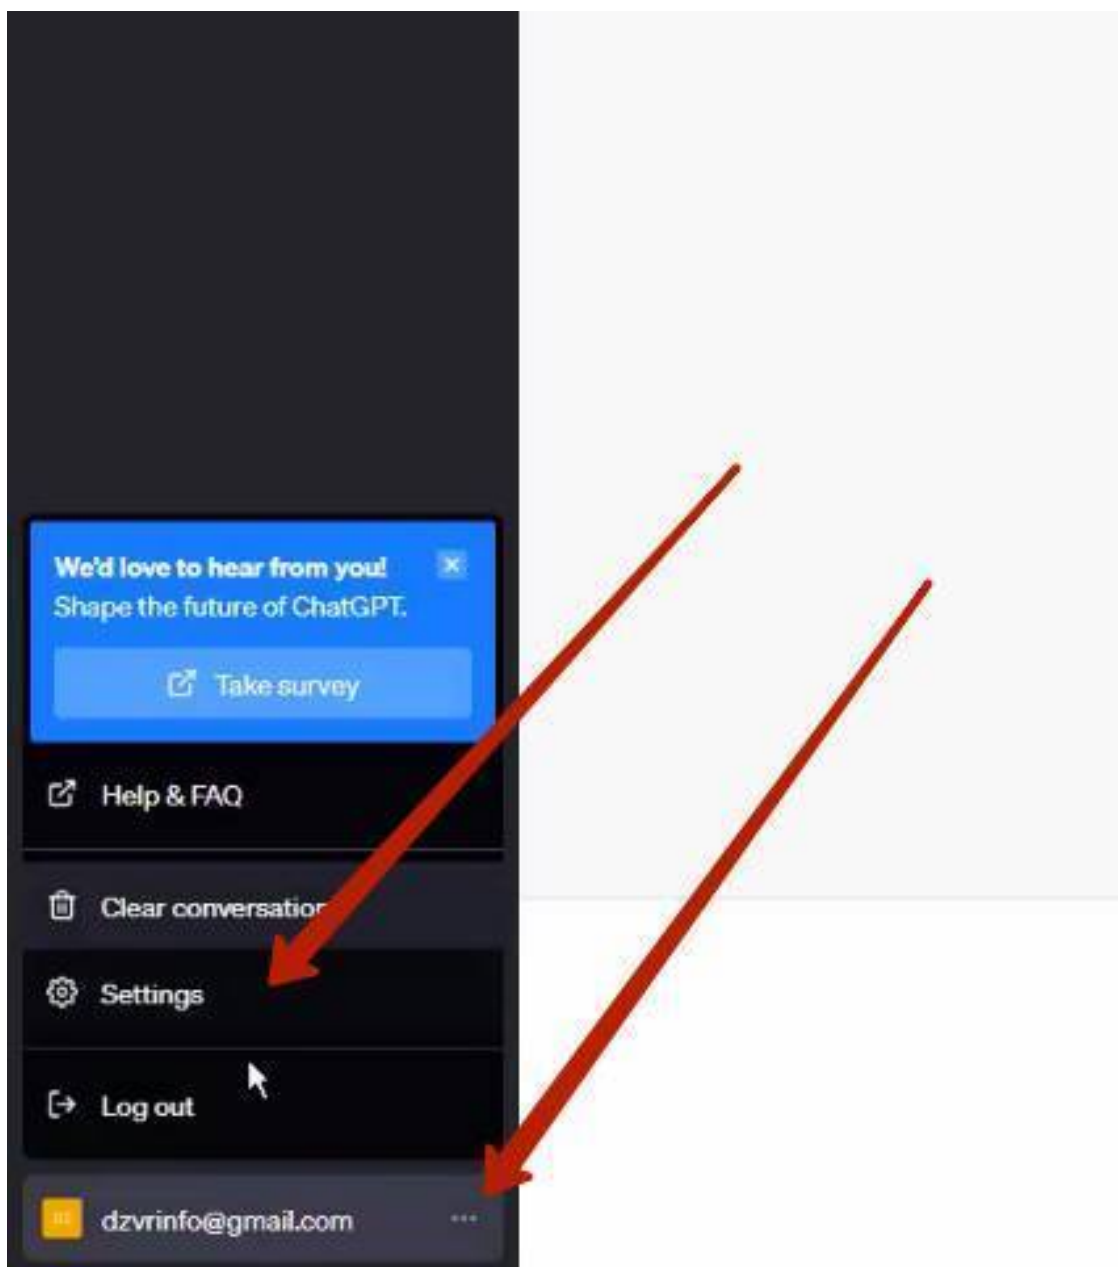 We'd love to hear from you!
Shape the future of ChatGPT.
Take survey
Help & FAQ
Clear conversation
Settings
Log out
dzvrinfo@gmail.com